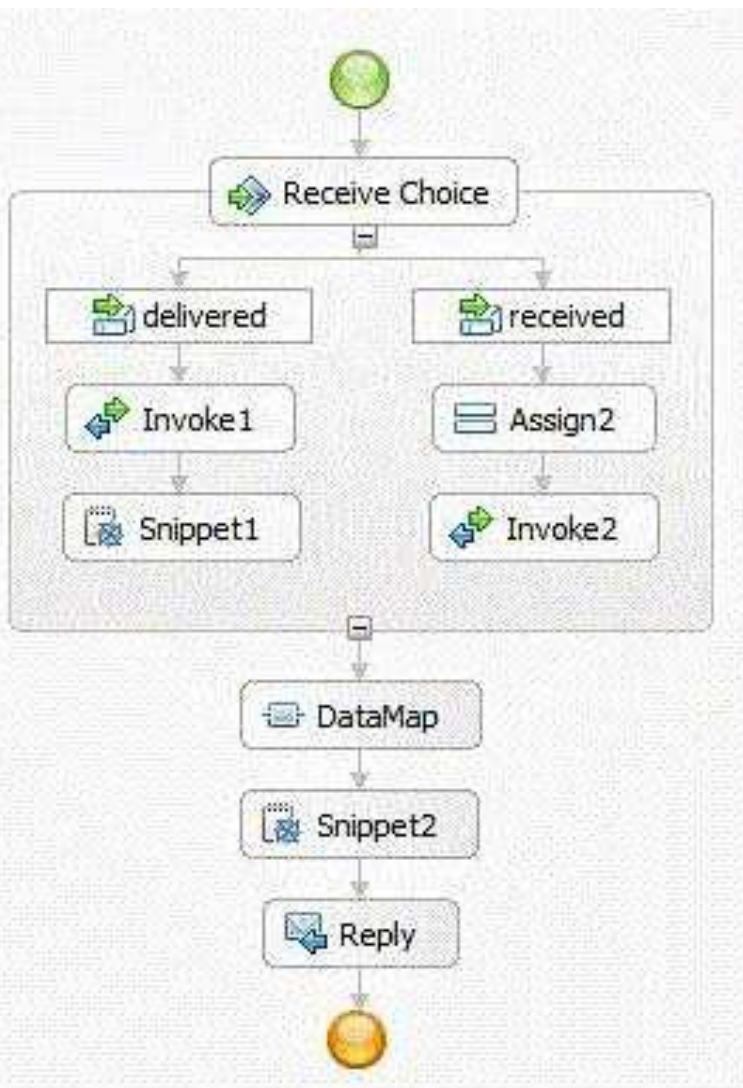 Receive Choice
delivered
received
Invoke1
Assign2
Snippet1
Invoke2
DataMap
Snippet2
Reply